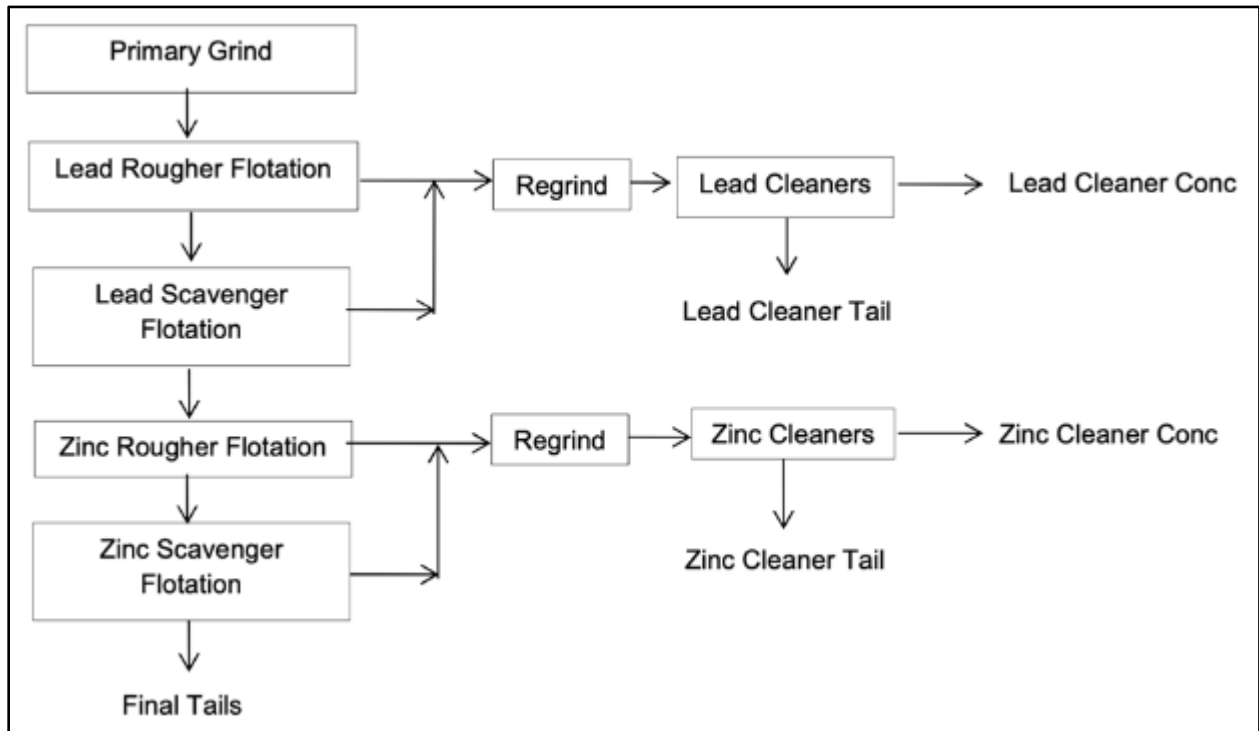 Primary Grind
Lead Rougher Flotation
Regrind
Lead Cleaners
Lead Cleaner Conc
Lead Scavenger
Flotation
Lead Cleaner Tail
Zinc Rougher Flotation
Regrind
Zinc Cleaners
Zinc Cleaner Conc
Zinc Scavenger
Flotation
Zinc Cleaner Tail
Final Tails